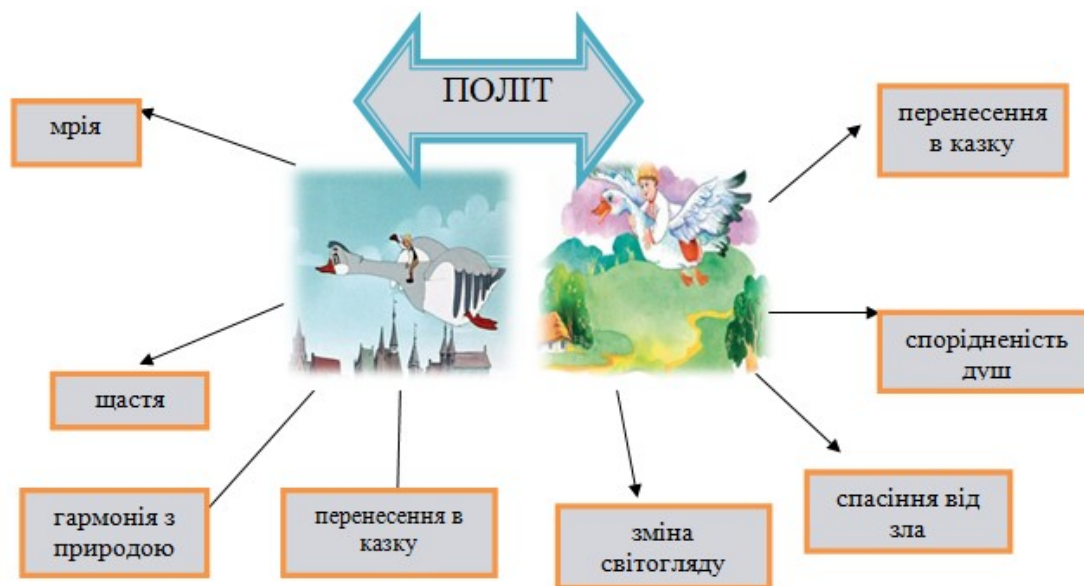 ПОЛІТ
мрія
перенесення
в казку
спорідненість
душ
щастя
гармонія з
природою
перенесення в
казку
зміна
світогляду
спасіння від
зла